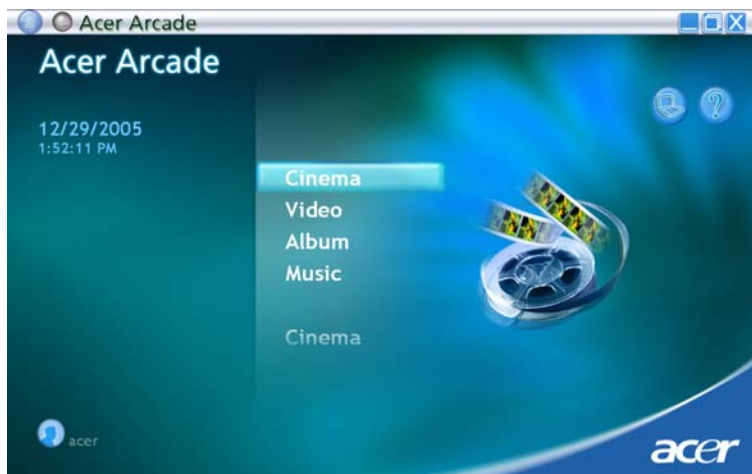 Acer Arcade
Acer Arcade
12/29/2005
1:52:11 PM
?
Cinema
Video
Album
Music
Cinema
acer
acer